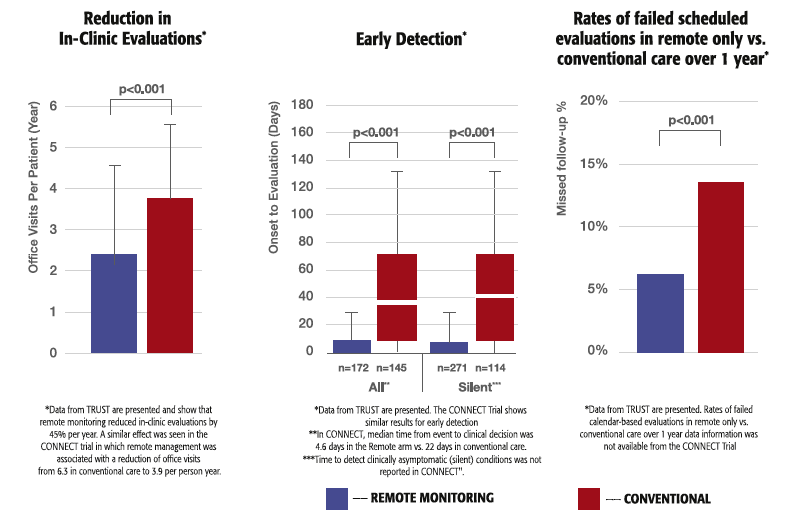 Reduction in
In-Clinic Evaluations*
p<0.001
Office Visits Per Patient (Year)
6
5
4
3
2
1
0
*Data from TRUST are presented and show that
remote monitoring reduced in-clinic evaluations by
45% per year. A similar effect was seen in the
CONNECT trial in which remote management was
associated with a reduction of office visits
from 6.3 in conventional care to 3.9 per person year.
Early Detection*
Onset to Evaluation (Days)
180
160
140
120
100
80
60
40
20
0
p<0.001
p<0.001
n=172
n=145
n=271
n=114
All**
Silent***
*Data from TRUST are presented. The CONNECT Trial shows
similar results for early detection
**In CONNECT, median time from event to clinical decision was
4.6 days in the Remote arm vs. 22 days in conventional care.
***Time to detect clinically asymptomatic (silent) conditions was not
reported in CONNECT".
Rates of failed scheduled
evaluations in remote only vs.
conventional care over 1 year*
Missed follow-up %
20%
15%
10%
5%
0%
p<0.001
*Data from TRUST are presented. Rates of failed
calendar-based evaluations in remote only vs.
conventional care over 1 year data information was
not available from the CONNECT Trial
REMOTE MONITORING
CONVENTIONAL